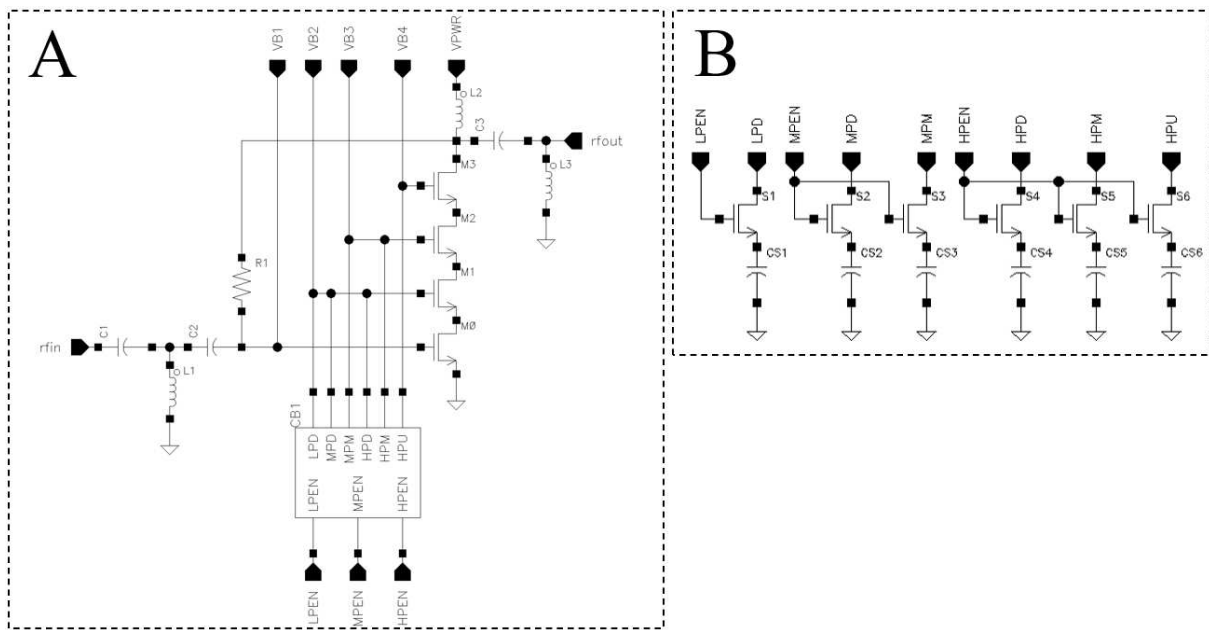 A
VB1
VB2
VB3
VB4
VPWR
L2
C3
rfout
M3
L3
M2
R1
M1
MØ
rfin
C1
C2
L1
CB1
LPD
MPD
MPM
HPD
HPM
HPU
LPEN
MPEN
HPEN
LPEN
MPEN
HPEN
B
LPEN
LPD
MPEN
MPD
MPM
HPEN
HPD
HPM
HPU
S1
S2
S3
S4
S5
S6
CS1
CS2
CS3
CS4
CS5
CS6